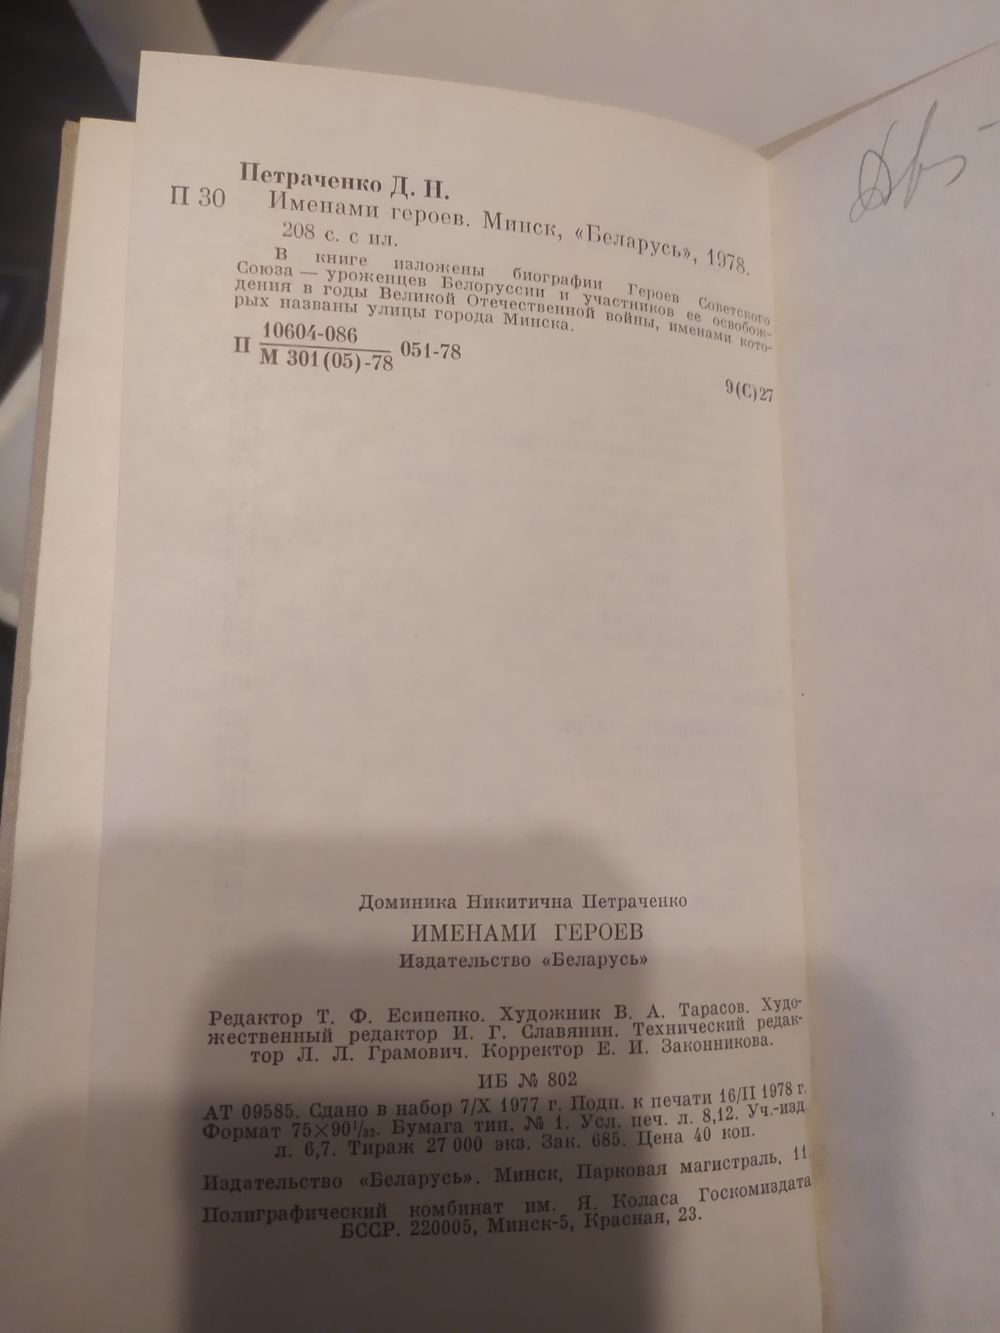 Петраченко Д. Н.
П 30 Именами героев. Минск, «Беларусь», 1978.
208 с. с ил.
В книге изложены биографии Героев Советского
Союза — уроженцев Белоруссии и участников ее освобож-
дения в годы Великой Отечественной войны, именами кото-
рых названы улицы города Минска.
П 10604-086
М 301(05)-78 051-78
9(С)27
Доминика Никитична Петраченко
ИМЕНАМИ ГЕРОЕВ
Издательство «Беларусь»
Редактор Т. Ф. Есипенко. Художник В. А. Тарасов. Худо-
жественный редактор И. Г. Славянин. Технический редак-
тор Л. Л. Грамович. Корректор Е. И. Законникова.
ИБ № 802
АТ 09585. Сдано в набор 7/X 1977 г. Подп. к печати 16/II 1978 г.
Формат 75×90 1/32. Бумага тип. № 1. Усл. печ. л. 8,12. Уч.-изд.
л. 6,7. Тираж 27 000 экз. Зак. 685. Цена 40 коп.
Издательство «Беларусь». Минск, Парковая магистраль, 11.
Полиграфический комбинат им. Я. Коласа Госкомиздата
БССР. 220005, Минск-5, Красная, 23.